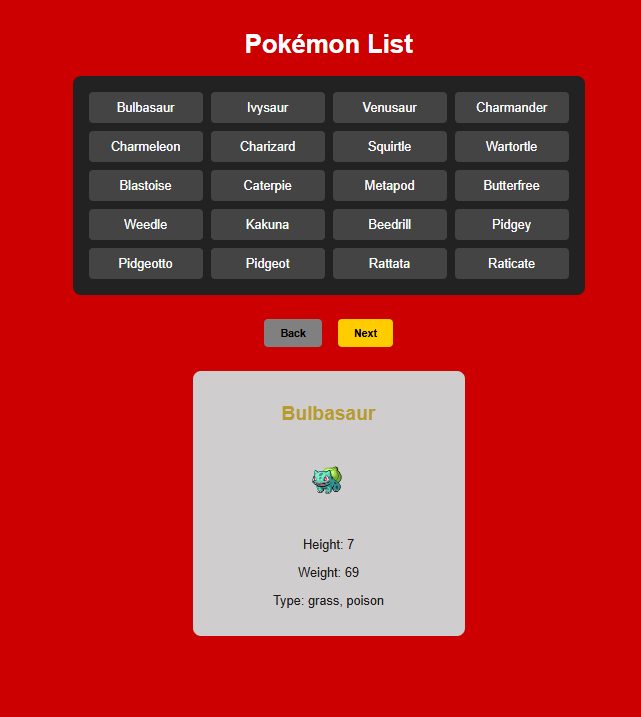 Pokémon List
Bulbasaur Ivysaur Venusaur Charmander
Charmeleon Charizard Squirtle Wartortle
Blastoise Caterpie Metapod Butterfree
Weedle Kakuna Beedrill Pidgey
Pidgeotto Pidgeot Rattata Raticate
Back Next
Bulbasaur
Height: 7
Weight: 69
Type: grass, poison